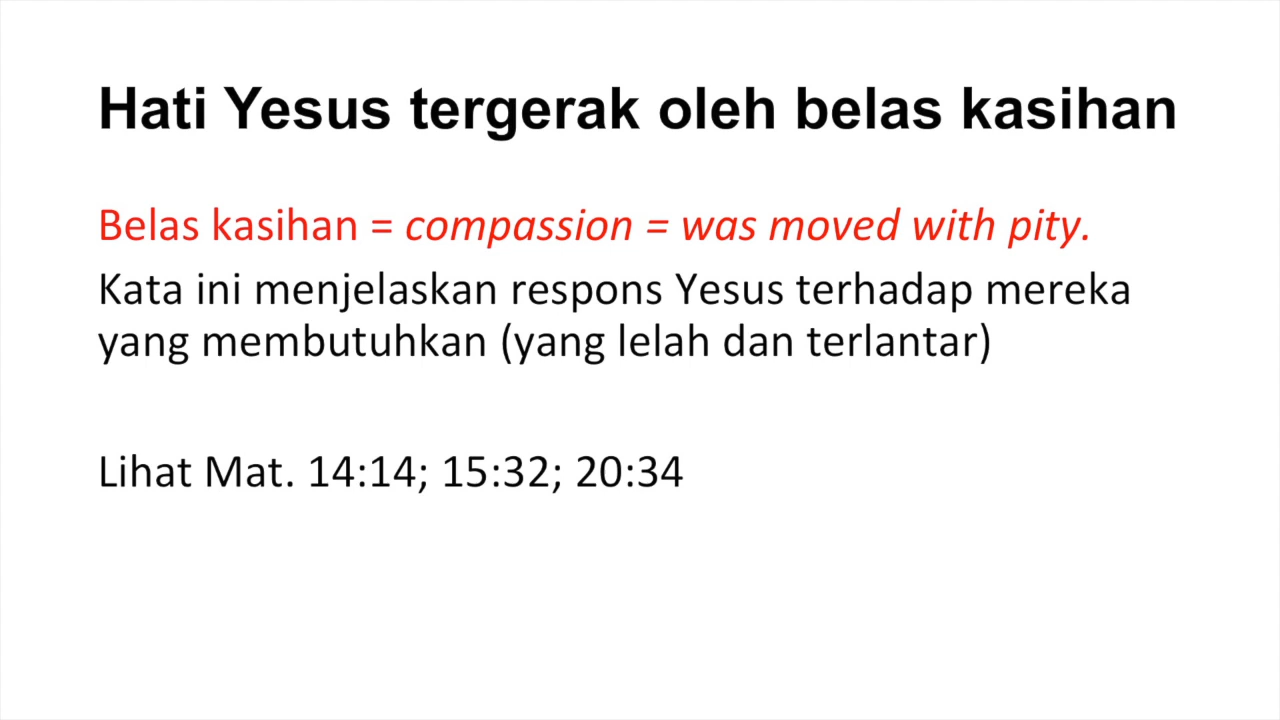 Hati Yesus tergerak oleh belas kasihan
Belas kasihan = compassion = was moved with pity.
Kata ini menjelaskan respons Yesus terhadap mereka
yang membutuhkan (yang lelah dan terlantar)
Lihat Mat. 14:14; 15:32; 20:34